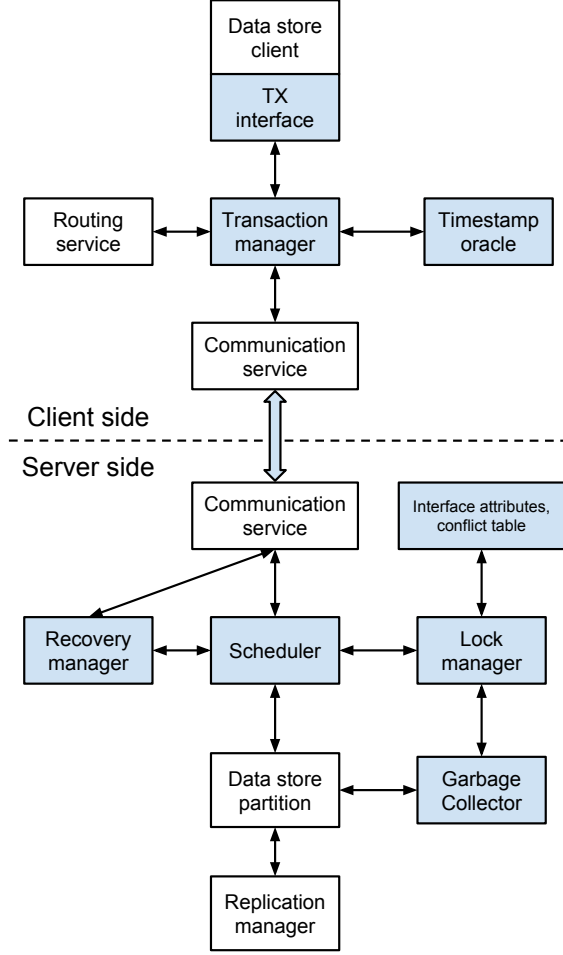 Data store
client
TX
interface
Routing
service
Transaction
manager
Timestamp
oracle
Communication
service
Client side
Server side
Communication
service
Interface attributes,
conflict table
Recovery
manager
Scheduler
Lock
manager
Data store
partition
Garbage
Collector
Replication
manager